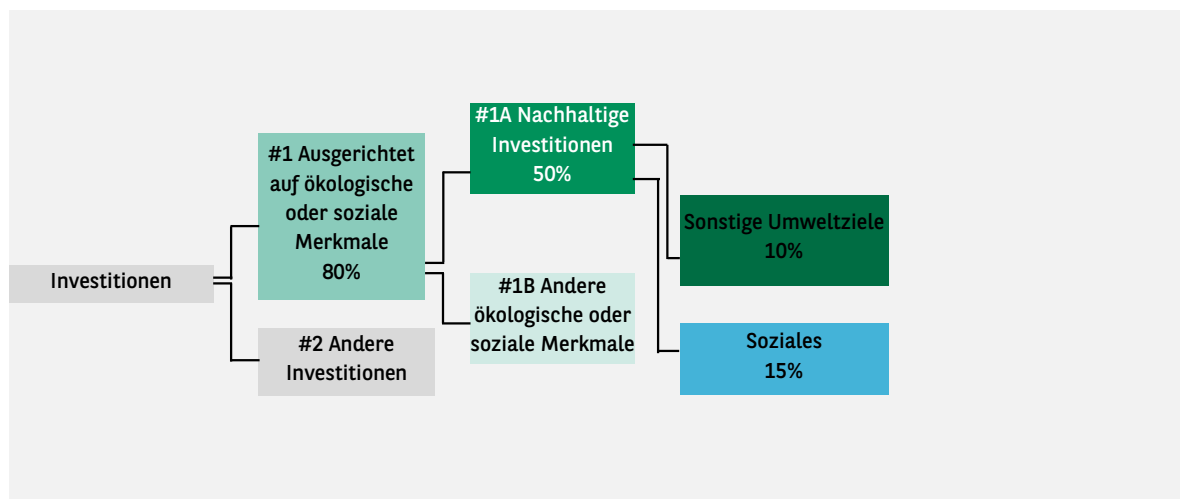 Investitionen
#1 Ausgerichtet
auf ökologische
oder soziale
Merkmale
80%
#2 Andere
Investitionen
#1A Nachhaltige
Investitionen
50%
#1B Andere
ökologische oder
soziale Merkmale
Sonstige Umweltziele
10%
Soziales
15%